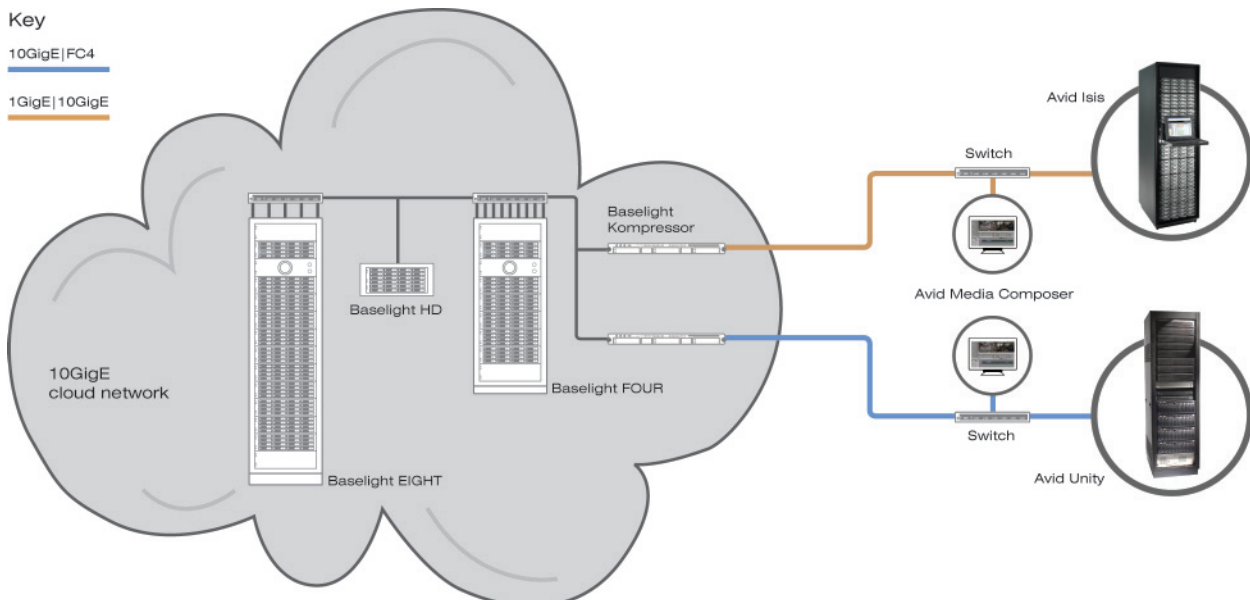 Key
10GigE|FC4
1GigE|10GigE
Avid Isis
Switch
Baselight
Kompressor
Avid Media Composer
Baselight HD
10GigE
cloud network
Baselight FOUR
Switch
Baselight EIGHT
Avid Unity